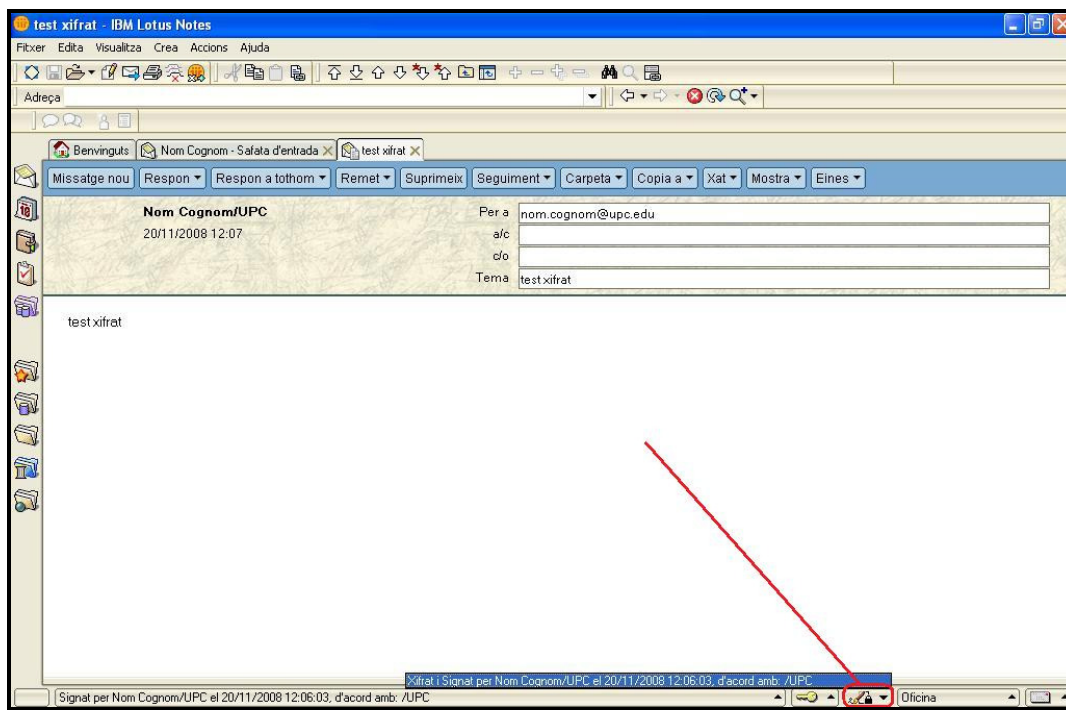 test xifrat - IBM Lotus Notes
Fitxer Edita Visualitza Crea Accions Ajuda
Adreça
Benvinguts Nom Cognom - Safata d'entrada test xifrat
Missatge nou Respon Respon a tothom Remet Suprimeix Seguiment Carpeta Copia a Xat Mostra Eines
Nom Cognom/UPC Per a nom.cognom@upc.edu
20/11/2008 12:07 a/c
c/o
Tema test xifrat
test xifrat
Xifrat i Signat per Nom Cognom/UPC el 20/11/2008 12:06:03, d'acord amb: /UPC
Signat per Nom Cognom/UPC el 20/11/2008 12:06:03, d'acord amb: /UPC Oficina